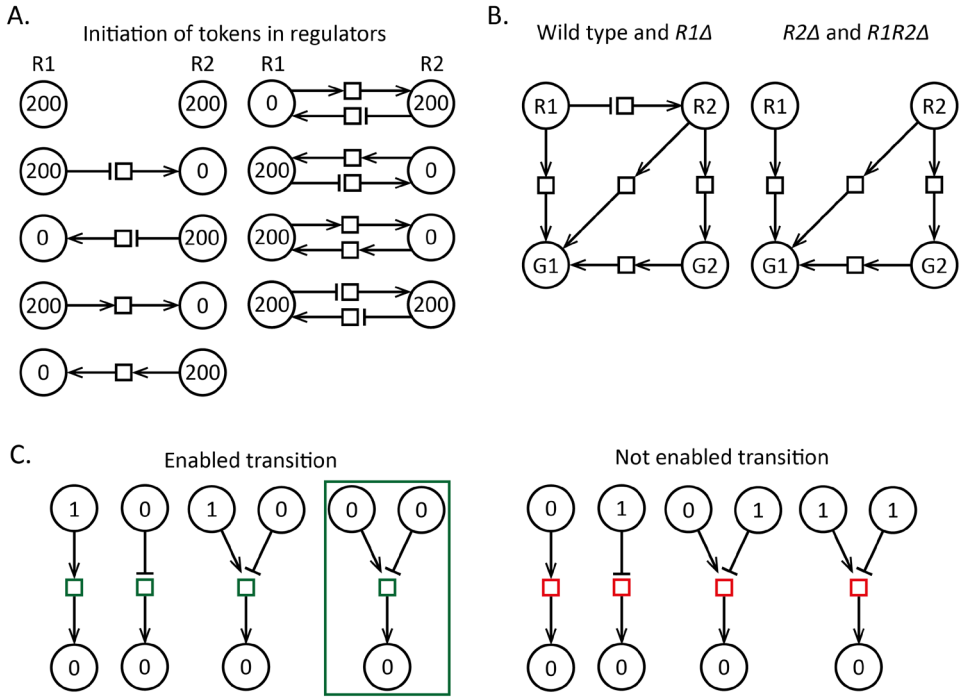 A.
Initiation of tokens in regulators
R1 R2 R1 R2
200 200 0 200
200 0 200 0
0 200 200 0
200 0 200 200
0 200
B.
Wild type and R1Δ R2Δ and R1R2Δ
R1 R2 R1 R2
G1 G2 G1 G2
C.
Enabled transition
1 0 1 0 0 0
0 0 0 0
Not enabled transition
0 1 0 1 1 1
0 0 0 0